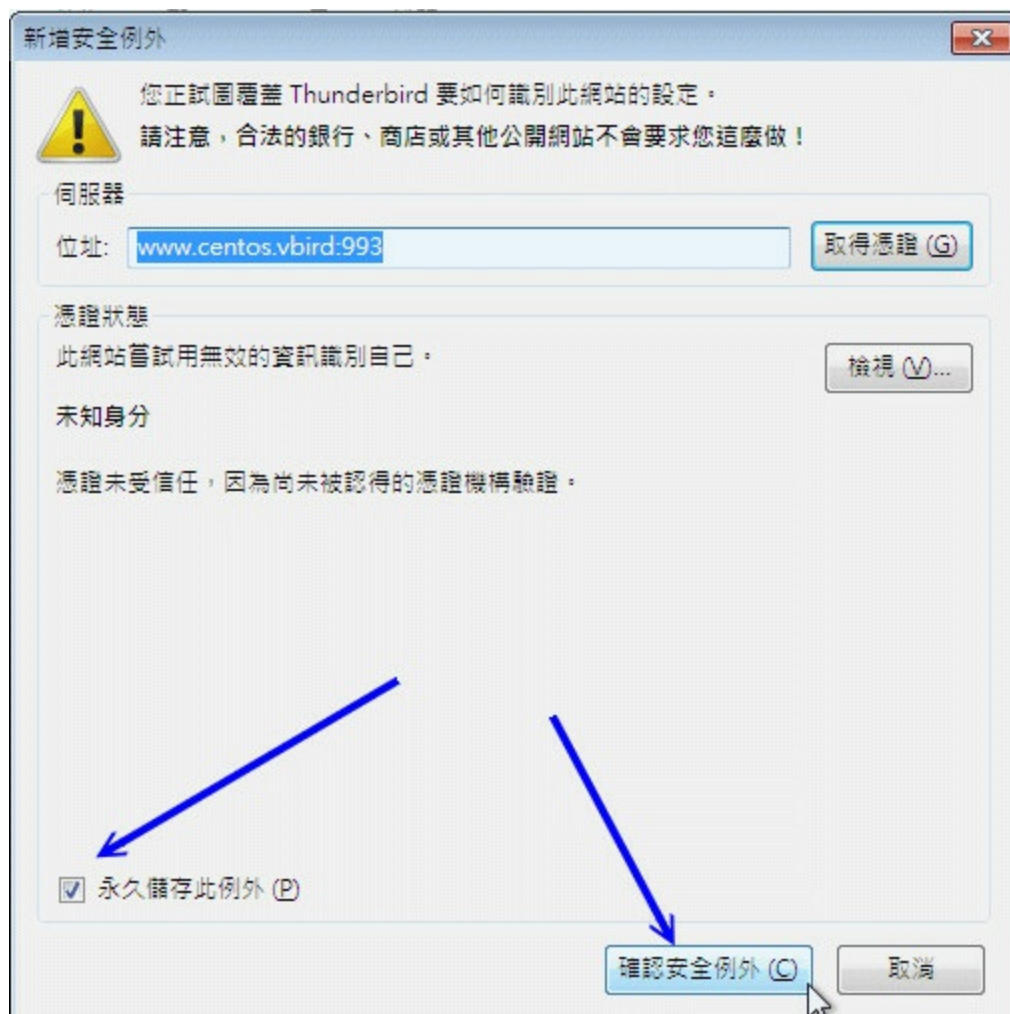 新增安全例外
您正試圖覆蓋 Thunderbird 要如何識別此網站的設定。
請注意，合法的銀行、商店或其他公開網站不會要求您這麼做！
伺服器
位址: www.centos.vbird:993 取得憑證 (G)
憑證狀態
此網站嘗試用無效的資訊識別自己。 檢視 (V)...
未知身分
憑證未受信任，因為尚未被認得的憑證機構驗證。
永久儲存此例外 (P)
確認安全例外 (C) 取消